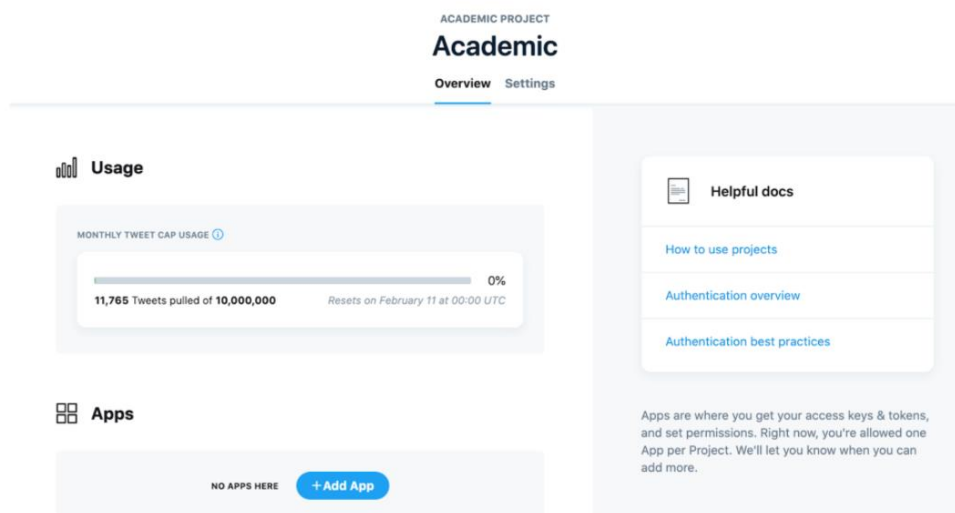 ACADEMIC PROJECT
Academic
Overview Settings
Usage
MONTHLY TWEET CAP USAGE
0%
11,765 Tweets pulled of 10,000,000 Resets on February 11 at 00:00 UTC
Apps
NO APPS HERE +Add App
Helpful docs
How to use projects
Authentication overview
Authentication best practices
Apps are where you get your access keys & tokens,
and set permissions. Right now, you're allowed one
App per Project. We'll let you know when you can
add more.